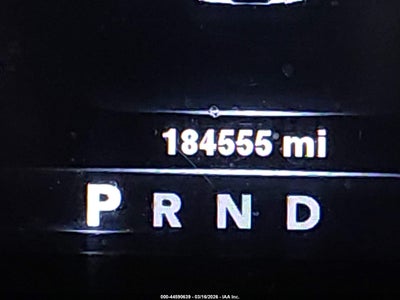 184555 mi
P R N D
000-44590639 - 03/16/2026 - IAA Inc.